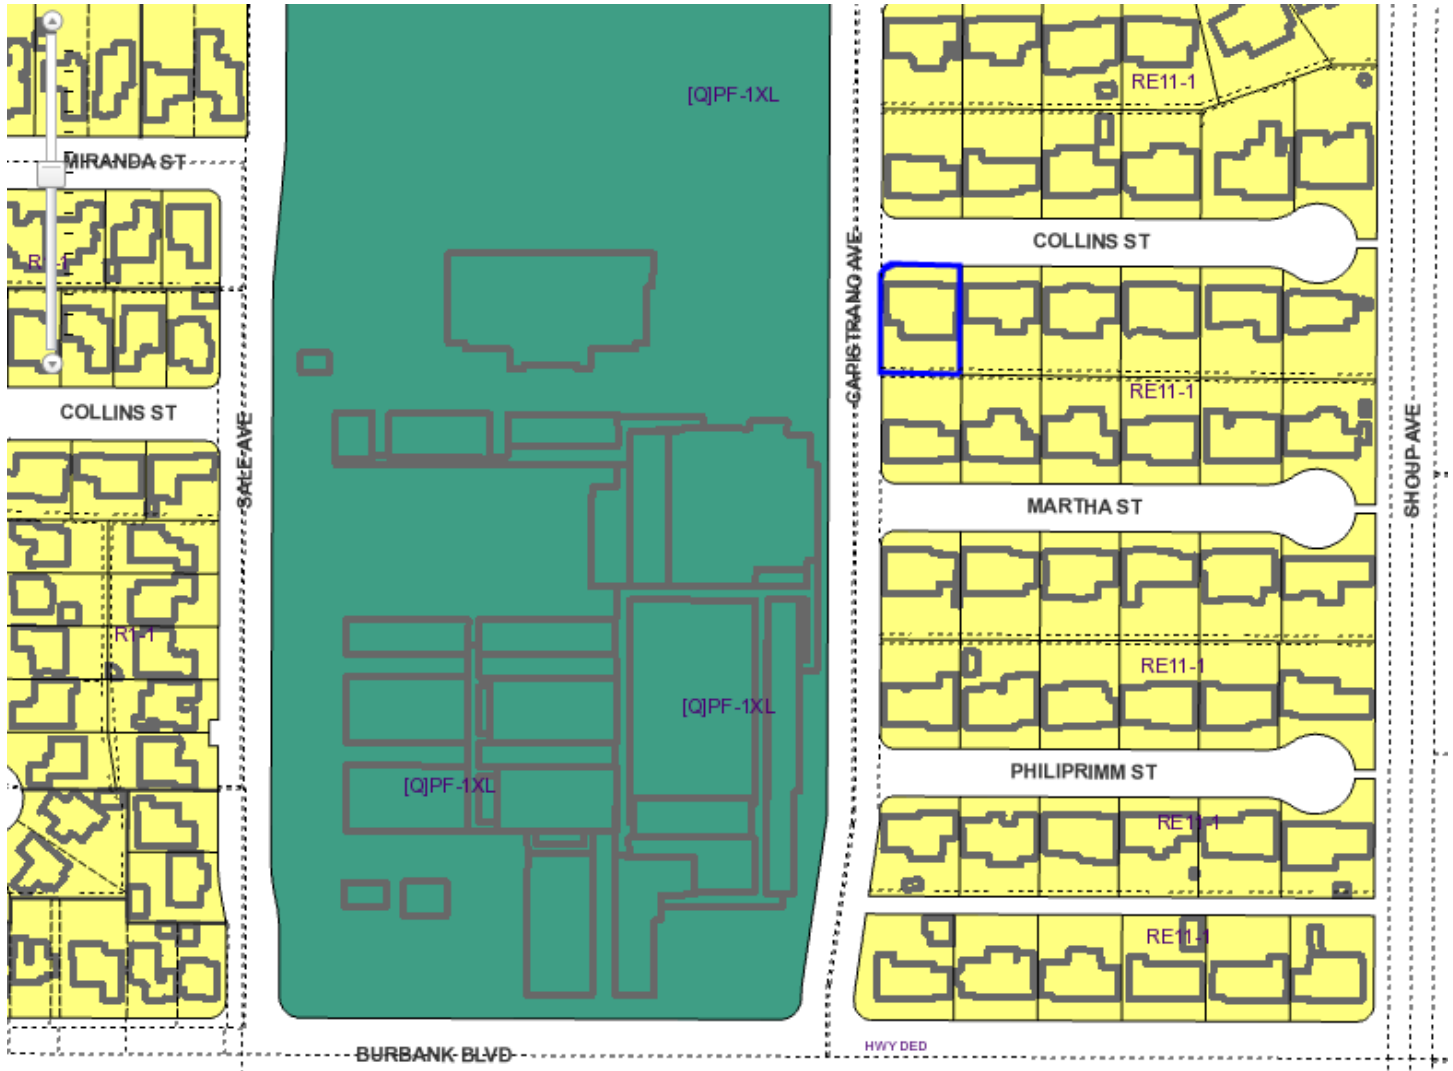 [Q]PF-1XL
RE11-1
MIRANDA ST
COLLINS ST
CAPISTRANO AVE
RE11-1
COLLINS ST
SALE AVE
SHOUP AVE
MARTHA ST
R1-1
RE11-1
[Q]PF-1XL
[Q]PF-1XL
PHILIPRIMM ST
RE11-1
RE11-1
HWY DED
BURBANK BLVD